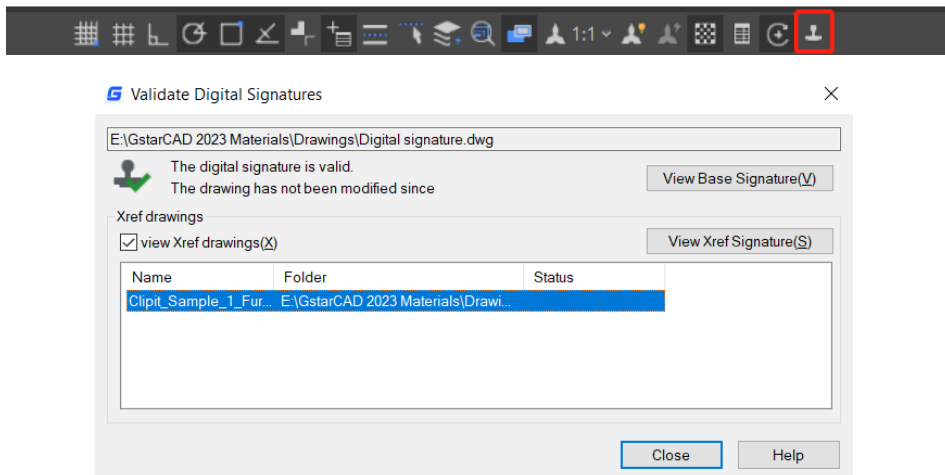 1:1
Validate Digital Signatures
E:\GstarCAD 2023 Materials\Drawings\Digital signature.dwg
The digital signature is valid.
The drawing has not been modified since
View Base Signature(V)
Xref drawings
view Xref drawings(X)
View Xref Signature(S)
Name Folder Status
Clipit_Sample_1_Fur... E:\GstarCAD 2023 Materials\Drawi...
Close Help